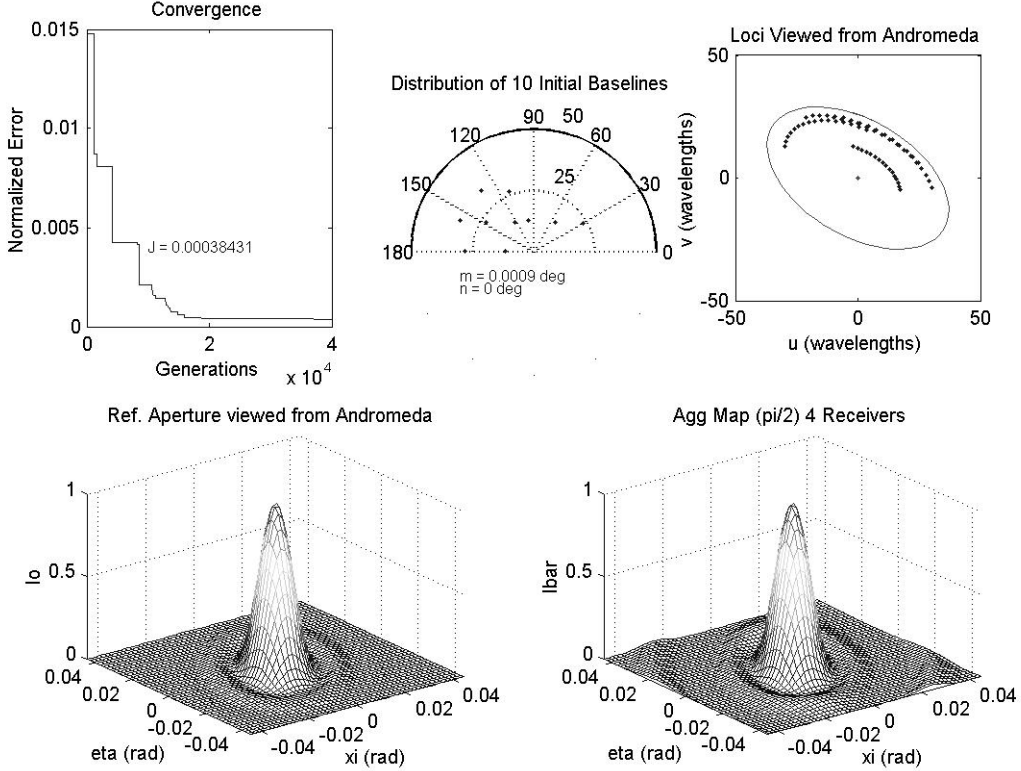 Convergence
0.015
0.01
0.005
0
Normalized Error
J = 0.00038431
0
2
4
Generations
x 10^4
Distribution of 10 Initial Baselines
90
50
120
60
150
25
30
180
0
m = 0.0009 deg
n = 0 deg
Loci Viewed from Andromeda
50
0
-50
v (wavelengths)
-50
0
50
u (wavelengths)
Ref. Aperture viewed from Andromeda
1
0.5
0
Io
0.04
0.02
0
-0.02
-0.04
eta (rad)
-0.04
-0.02
0
0.02
0.04
xi (rad)
Agg Map (pi/2) 4 Receivers
1
0.5
0
Ibar
0.04
0.02
0
-0.02
-0.04
eta (rad)
-0.04
-0.02
0
0.02
0.04
xi (rad)